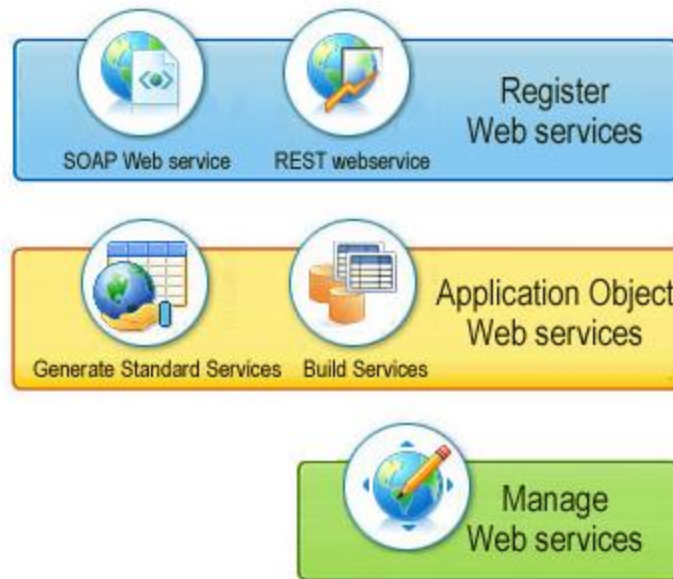 Register
Web services
SOAP Web service
REST webservice
Application Object
Web services
Generate Standard Services
Build Services
Manage
Web services